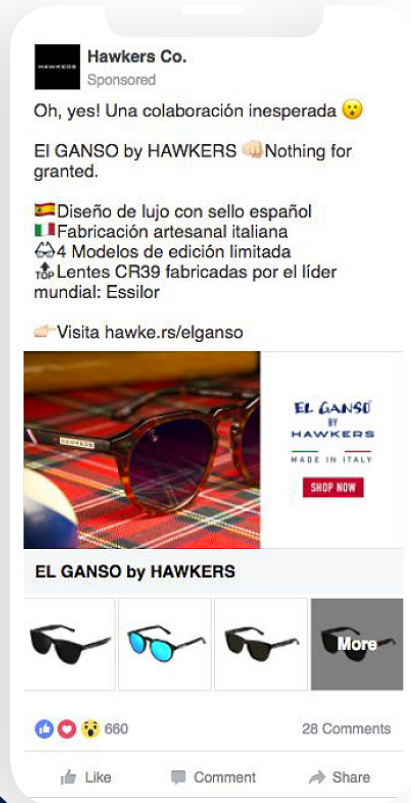 HAWKERS
Hawkers Co.
Sponsored
Oh, yes! Una colaboración inesperada 😮
El GANSO by HAWKERS 👊🏻Nothing for
granted.
🇪🇸Diseño de lujo con sello español
🇮🇹Fabricación artesanal italiana
👓4 Modelos de edición limitada
🔝Lentes CR39 fabricadas por el líder
mundial: Essilor
👉🏻Visita hawke.rs/elganso
HAWKERS
EL GANSO
BY
HAWKERS
MADE IN ITALY
SHOP NOW
EL GANSO by HAWKERS
More
660
28 Comments
Like
Comment
Share